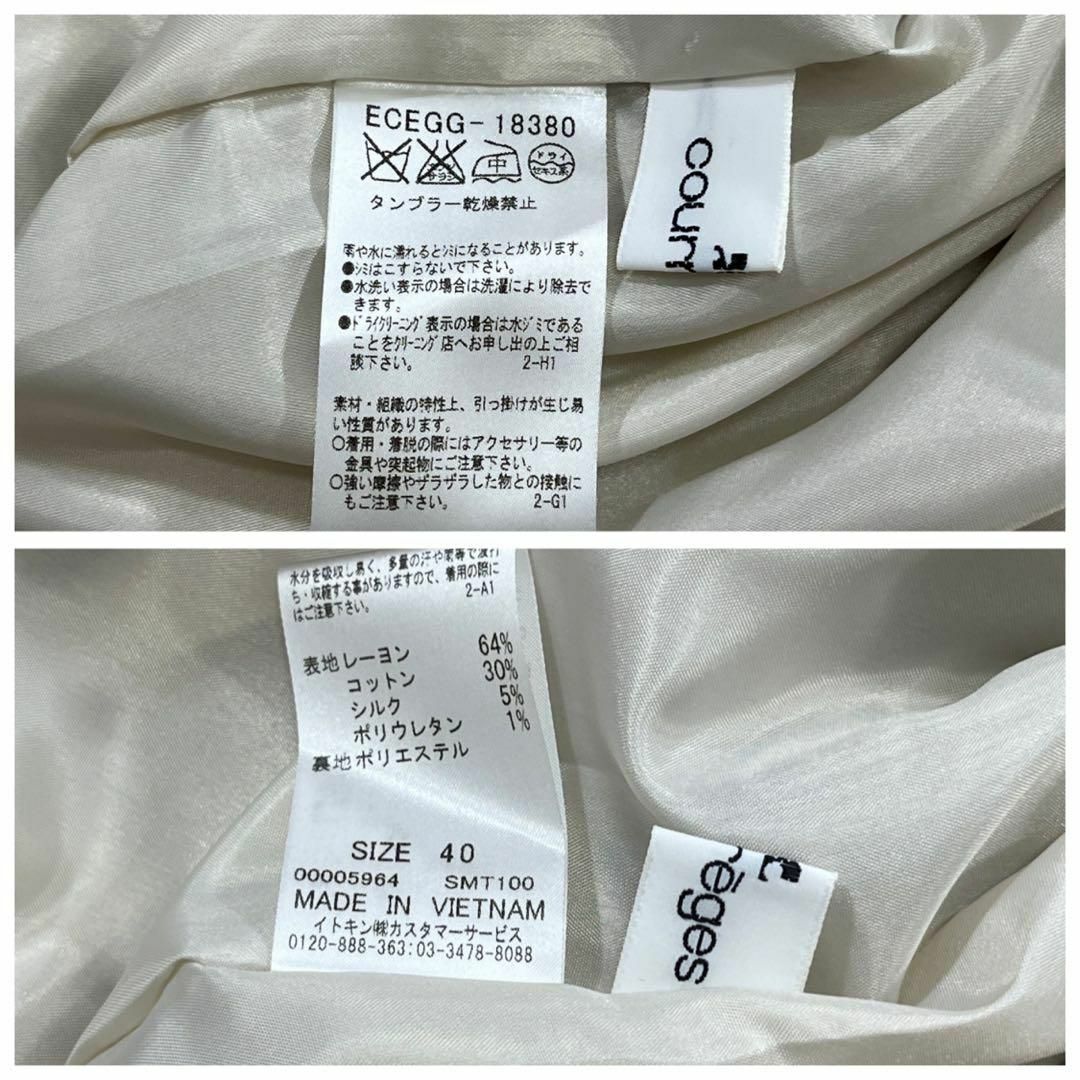 ECEGG-18380
中
ドライ
セキユ系
タンブラー乾燥禁止
雨や水に濡れるとシミになることがあります。
●シミはこすらないで下さい。
●水洗い表示の場合は洗濯により除去で
きます。
●ドライクリーニング表示の場合は水ジミである
ことをクリーニング店へお申し出の上ご相
談下さい。 2-H1
素材・組織の特性上、引っ掛けが生じ易
い性質があります。
○着用・着脱の際にはアクセサリー等の
金具や突起物にご注意下さい。
○強い摩擦やザラザラした物との接触に
もご注意下さい。 2-G1
cour
水分を吸収し易く、多量の汗や雨等で波打
ち・収縮する事がありますので、着用の際に
はご注意下さい。 2-A1
表地レーヨン 64%
コットン 30%
シルク 5%
ポリウレタン 1%
裏地ポリエステル
SIZE 40
00005964 SMT100
MADE IN VIETNAM
イトキン㈱カスタマーサービス
0120-888-363:03-3478-8088
règes